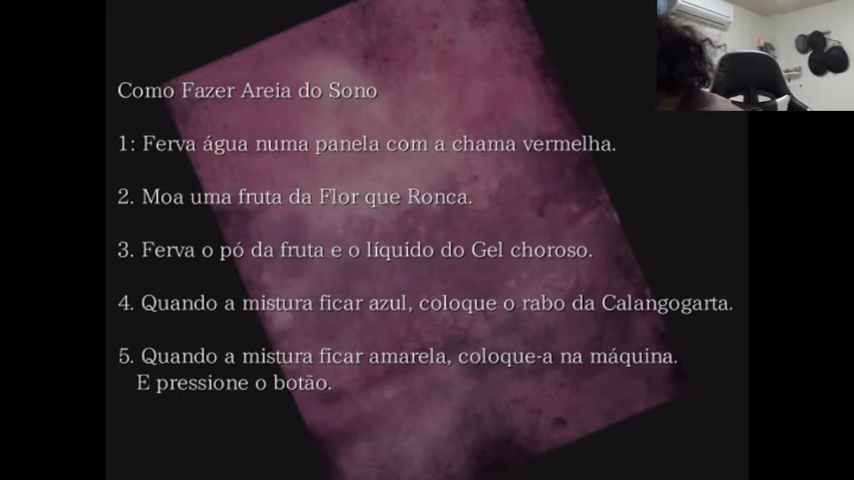 Como Fazer Areia do Sono
1: Ferva água numa panela com a chama vermelha.
2. Moa uma fruta da Flor que Ronca.
3. Ferva o pó da fruta e o líquido do Gel choroso.
4. Quando a mistura ficar azul, coloque o rabo da Calangogarta.
5. Quando a mistura ficar amarela, coloque-a na máquina.
E pressione o botão.